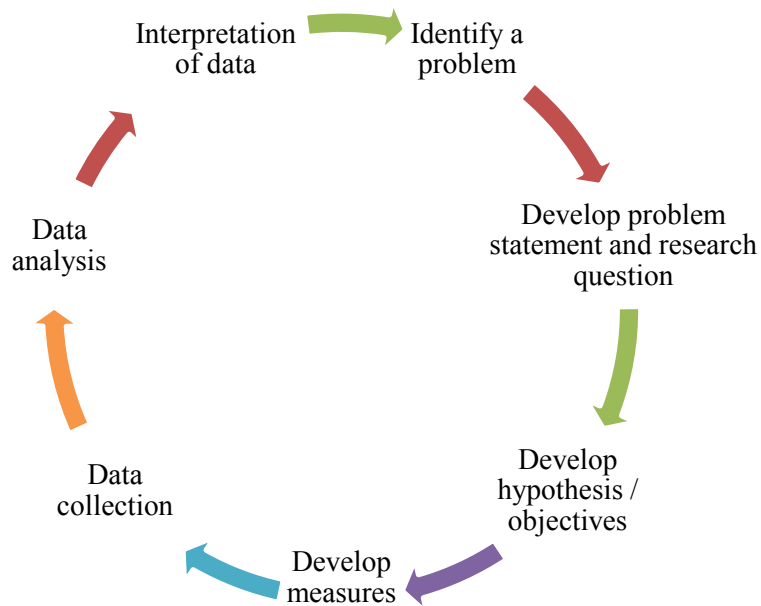 Identify a
problem
Develop problem
statement and research
question
Develop
hypothesis /
objectives
Develop
measures
Data
collection
Data
analysis
Interpretation
of data